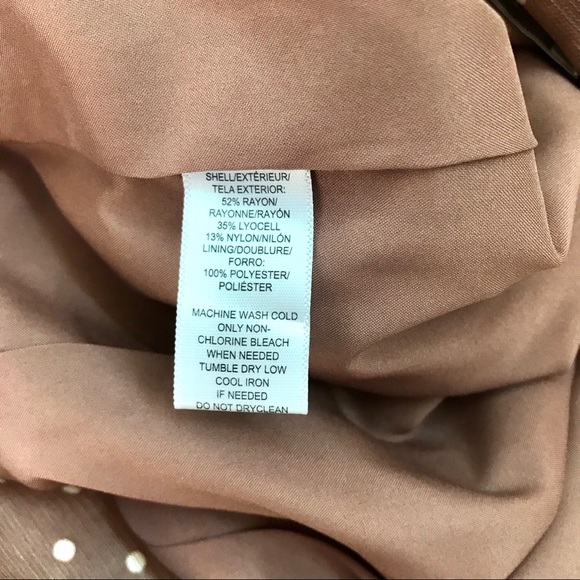 SHELL/EXTÉRIEUR/
TELA EXTERIOR:
52% RAYON/
RAYONNE/RAYÓN
35% LYOCELL
13% NYLON/NILÓN
LINING/DOUBLURE/
FORRO:
100% POLYESTER/
POLIÉSTER
MACHINE WASH COLD
ONLY NON-
CHLORINE BLEACH
WHEN NEEDED
TUMBLE DRY LOW
COOL IRON
IF NEEDED
DO NOT DRYCLEAN